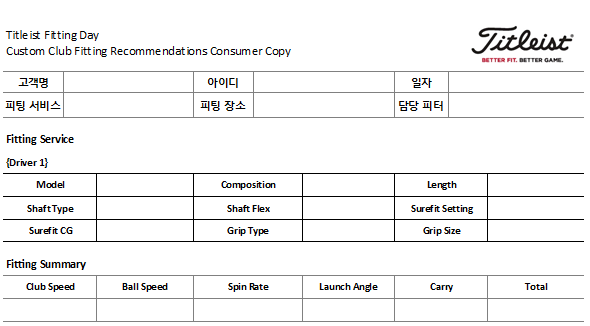 Titleist Fitting Day
Custom Club Fitting Recommendations Consumer Copy
Titleist
BETTER FIT. BETTER GAME.
고객명 아이디 일자
피팅 서비스 피팅 장소 담당 피터
Fitting Service
{Driver 1}
Model Composition Length
Shaft Type Shaft Flex Surefit Setting
Surefit CG Grip Type Grip Size
Fitting Summary
Club Speed Ball Speed Spin Rate Launch Angle Carry Total